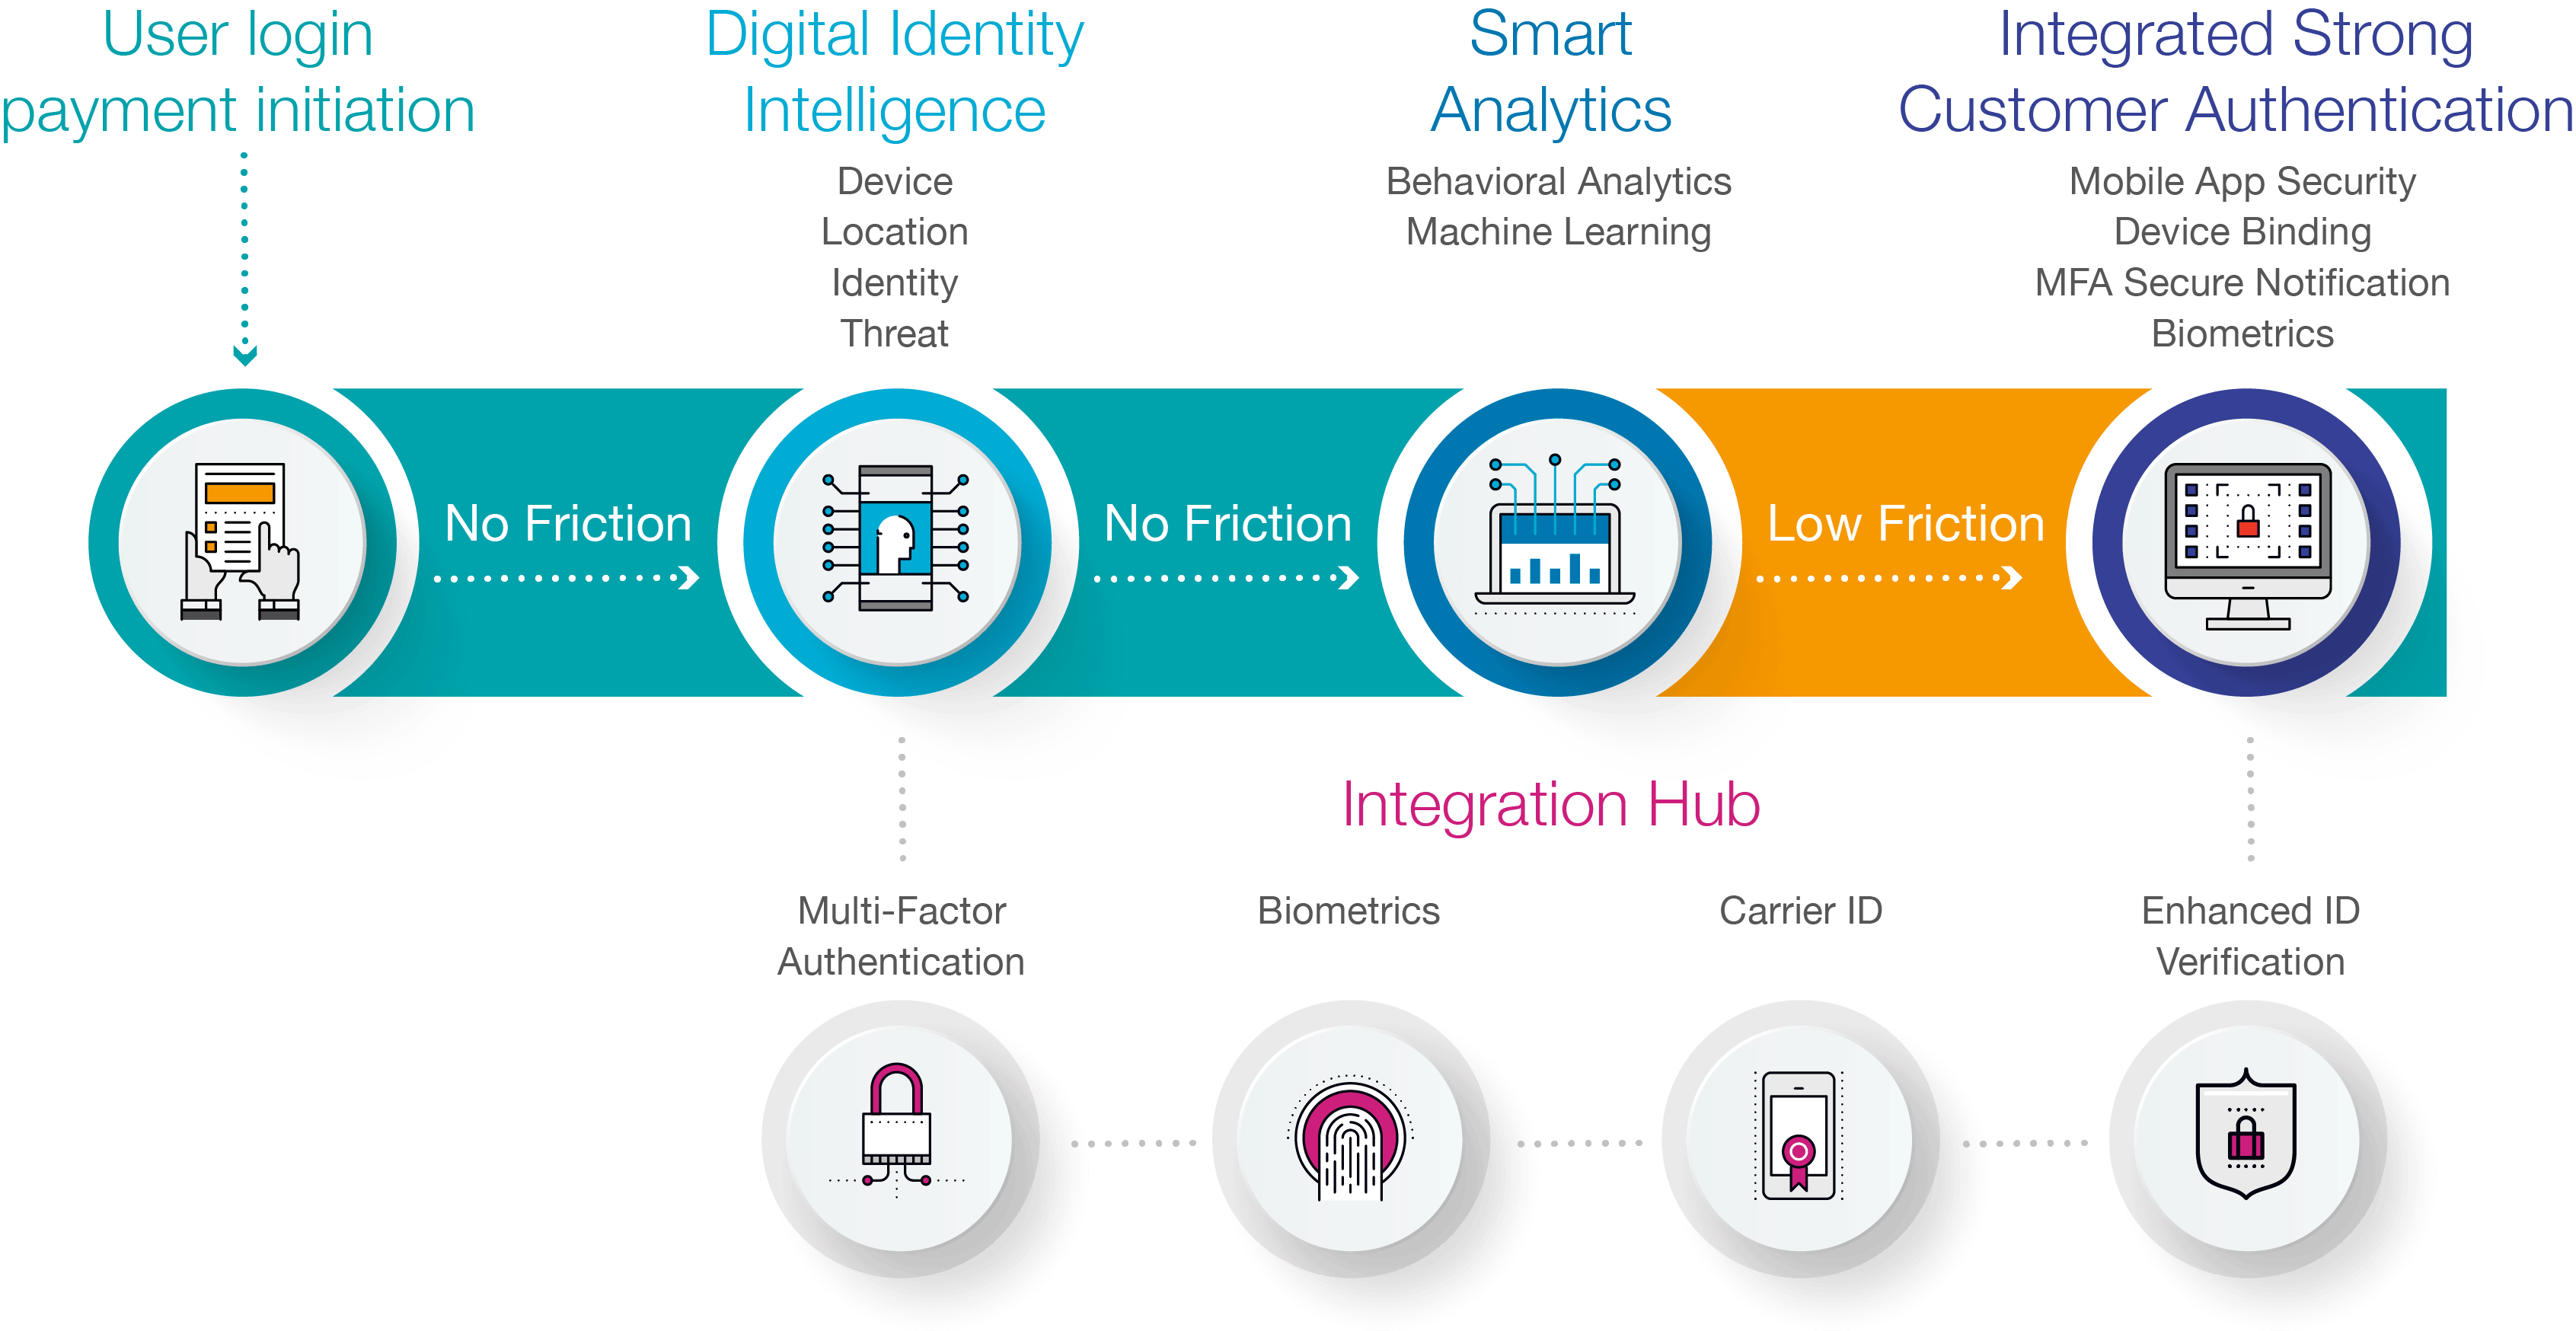 User login
payment initiation
Digital Identity
Intelligence
Device
Location
Identity
Threat
Smart
Analytics
Behavioral Analytics
Machine Learning
Integrated Strong
Customer Authentication
Mobile App Security
Device Binding
MFA Secure Notification
Biometrics
No Friction
No Friction
Low Friction
Integration Hub
Multi-Factor
Authentication
Biometrics
Carrier ID
Enhanced ID
Verification